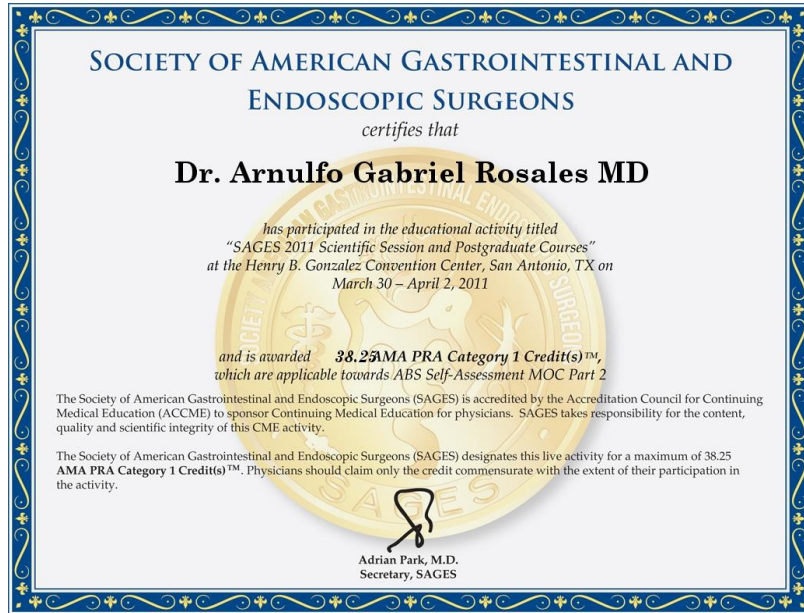 SOCIETY OF AMERICAN GASTROINTESTINAL AND
ENDOSCOPIC SURGEONS
certifies that
Dr. Arnulfo Gabriel Rosales MD
has participated in the educational activity titled
“SAGES 2011 Scientific Session and Postgraduate Courses”
at the Henry B. Gonzalez Convention Center, San Antonio, TX on
March 30 – April 2, 2011
and is awarded 38.25AMA PRA Category 1 Credit(s)™,
which are applicable towards ABS Self-Assessment MOC Part 2
The Society of American Gastrointestinal and Endoscopic Surgeons (SAGES) is accredited by the Accreditation Council for Continuing
Medical Education (ACCME) to sponsor Continuing Medical Education for physicians. SAGES takes responsibility for the content,
quality and scientific integrity of this CME activity.
The Society of American Gastrointestinal and Endoscopic Surgeons (SAGES) designates this live activity for a maximum of 38.25
AMA PRA Category 1 Credit(s)™. Physicians should claim only the credit commensurate with the extent of their participation in
the activity.
SAGES
Adrian Park, M.D.
Secretary, SAGES